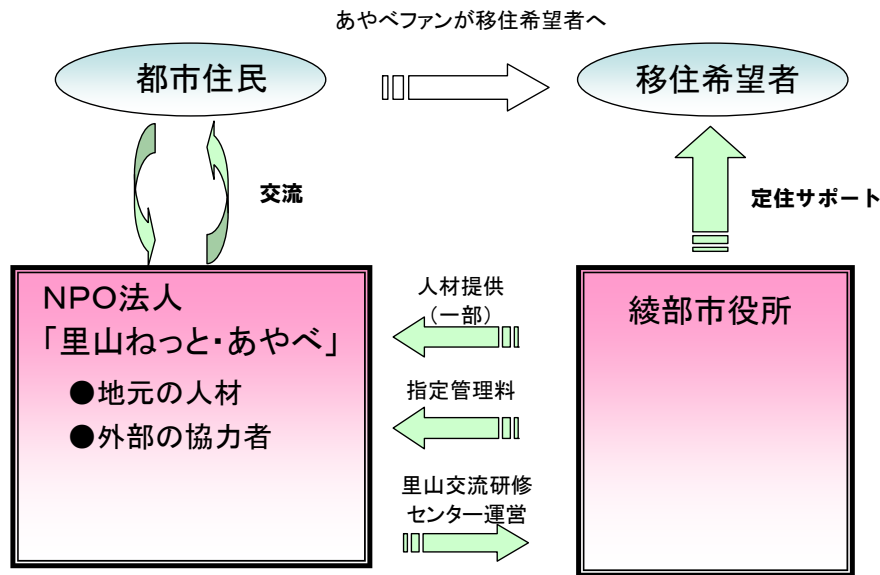 あやべファンが移住希望者へ
都市住民
移住希望者
交流
定住サポート
NPO法人
「里山ねっと・あやべ」
●地元の人材
●外部の協力者
人材提供
(一部)
指定管理料
里山交流研修
センター運営
綾部市役所